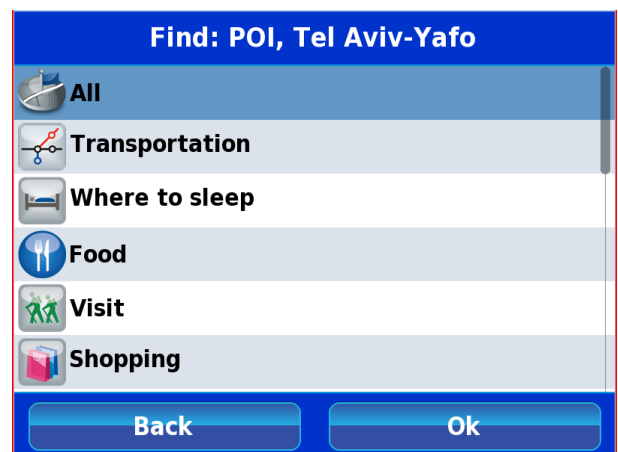 Find: POI, Tel Aviv-Yafo
All
Transportation
Where to sleep
Food
Visit
Shopping
Back
Ok